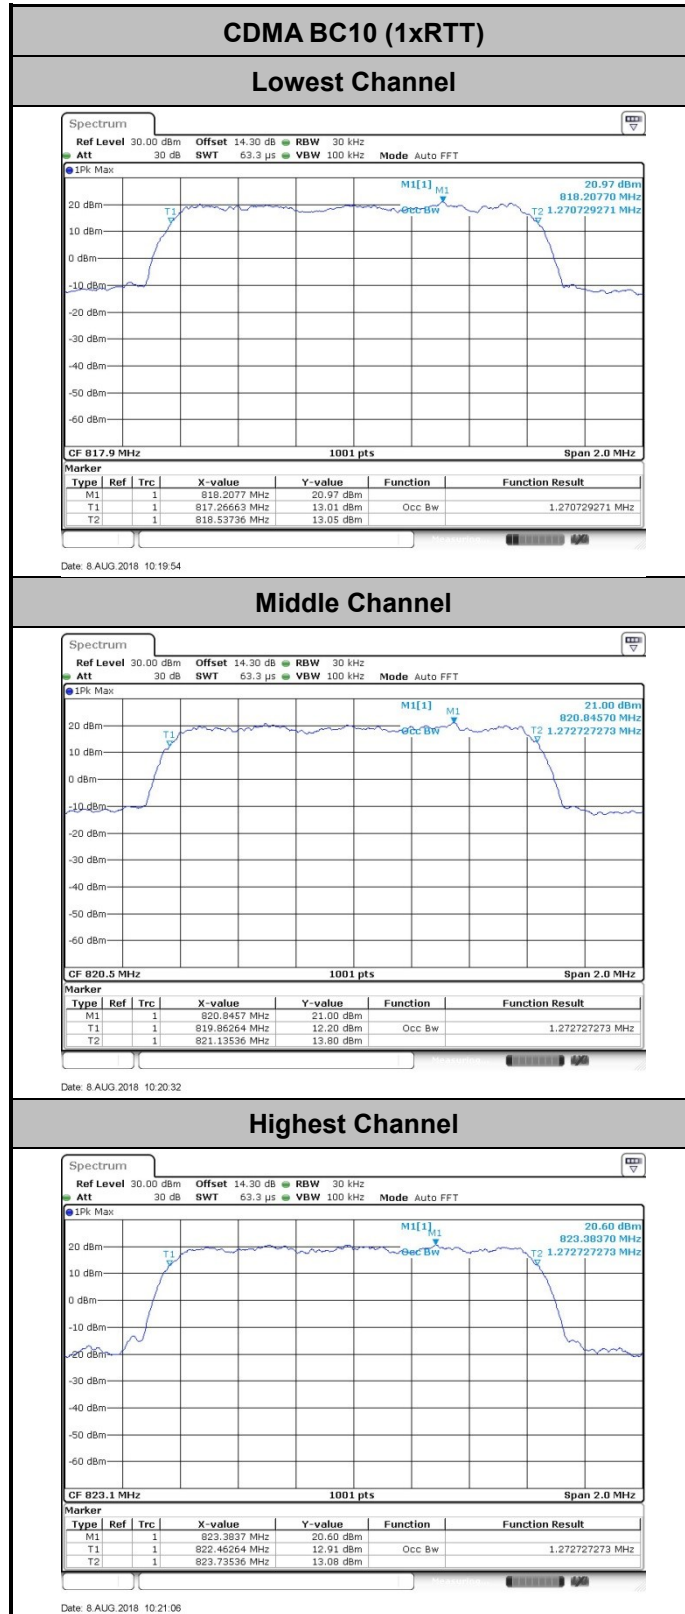 CDMA BC10 (1xRTT)
Lowest Channel
Spectrum
Ref Level 30.00 dBm Offset 14.30 dB RBW 30 kHz
Att 30 dB SWT 63.3 µs VBW 100 kHz Mode Auto FFT
1Pk Max
M1[1] 20.97 dBm
M1
818.20770 MHz
Occ Bw 1.270729271 MHz
T1
T2
20 dBm
10 dBm
0 dBm
-10 dBm
-20 dBm
-30 dBm
-40 dBm
-50 dBm
-60 dBm
CF 817.9 MHz 1001 pts Span 2.0 MHz
Marker
Type Ref Trc X-value Y-value Function Function Result
M1 1 818.2077 MHz 20.97 dBm
T1 1 817.26663 MHz 13.01 dBm Occ Bw 1.270729271 MHz
T2 1 818.53736 MHz 13.05 dBm
Date: 8.AUG.2018 10:19:54
Middle Channel
Spectrum
Ref Level 30.00 dBm Offset 14.30 dB RBW 30 kHz
Att 30 dB SWT 63.3 µs VBW 100 kHz Mode Auto FFT
1Pk Max
M1[1] 21.00 dBm
M1
820.84570 MHz
Occ Bw 1.272727273 MHz
T1
T2
20 dBm
10 dBm
0 dBm
-10 dBm
-20 dBm
-30 dBm
-40 dBm
-50 dBm
-60 dBm
CF 820.5 MHz 1001 pts Span 2.0 MHz
Marker
Type Ref Trc X-value Y-value Function Function Result
M1 1 820.8457 MHz 21.00 dBm
T1 1 819.86264 MHz 12.20 dBm Occ Bw 1.272727273 MHz
T2 1 821.13536 MHz 13.80 dBm
Date: 8.AUG.2018 10:20:32
Highest Channel
Spectrum
Ref Level 30.00 dBm Offset 14.30 dB RBW 30 kHz
Att 30 dB SWT 63.3 µs VBW 100 kHz Mode Auto FFT
1Pk Max
M1[1] 20.60 dBm
M1
823.38370 MHz
Occ Bw 1.272727273 MHz
T1
T2
20 dBm
10 dBm
0 dBm
-10 dBm
-20 dBm
-30 dBm
-40 dBm
-50 dBm
-60 dBm
CF 823.1 MHz 1001 pts Span 2.0 MHz
Marker
Type Ref Trc X-value Y-value Function Function Result
M1 1 823.3837 MHz 20.60 dBm
T1 1 822.46264 MHz 12.91 dBm Occ Bw 1.272727273 MHz
T2 1 823.73536 MHz 13.08 dBm
Date: 8.AUG.2018 10:21:06